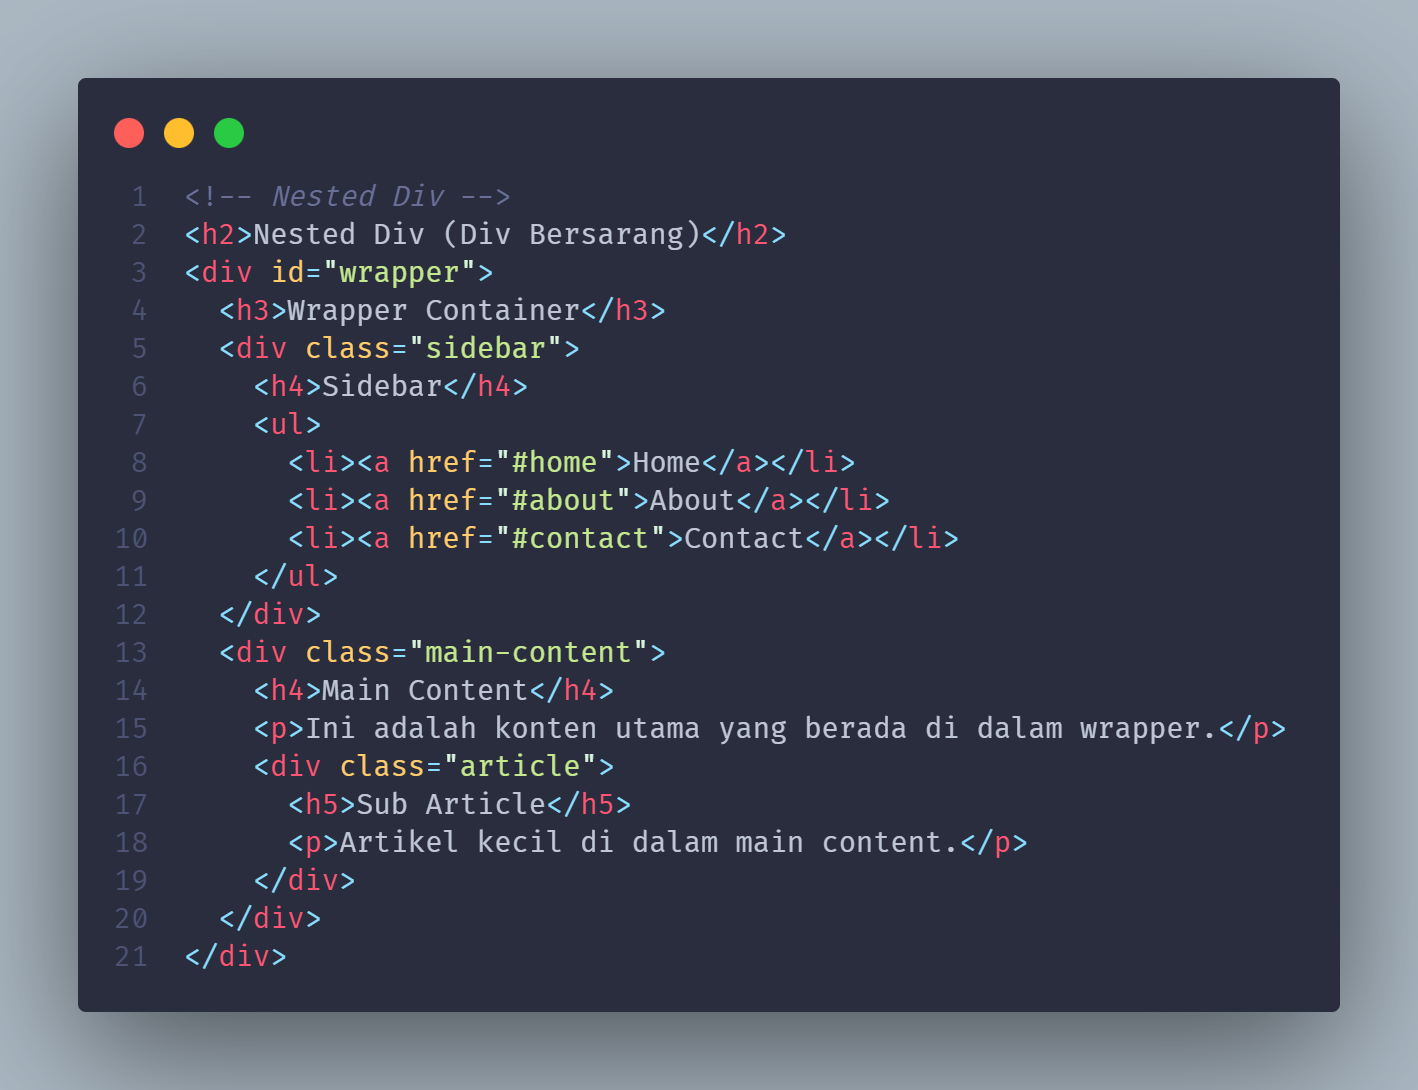 1 <!-- Nested Div -->
2 <h2>Nested Div (Div Bersarang)</h2>
3 <div id="wrapper">
4   <h3>Wrapper Container</h3>
5   <div class="sidebar">
6     <h4>Sidebar</h4>
7     <ul>
8       <li><a href="#home">Home</a></li>
9       <li><a href="#about">About</a></li>
10       <li><a href="#contact">Contact</a></li>
11     </ul>
12   </div>
13   <div class="main-content">
14     <h4>Main Content</h4>
15     <p>Ini adalah konten utama yang berada di dalam wrapper.</p>
16     <div class="article">
17       <h5>Sub Article</h5>
18       <p>Artikel kecil di dalam main content.</p>
19     </div>
20   </div>
21 </div>